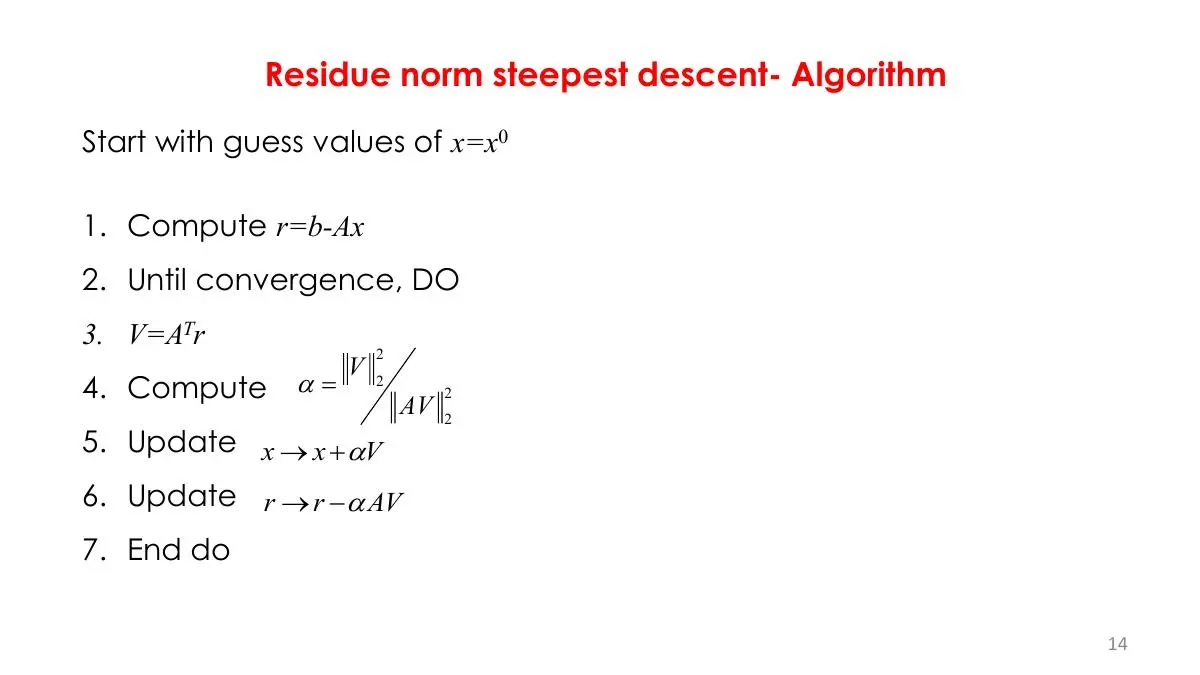 Residue norm steepest descent- Algorithm
Start with guess values of x=x⁰
1. Compute r=b-Ax
2. Until convergence, DO
3. V=Aᵀr
4. Compute α = ‖V‖₂² / ‖AV‖₂²
5. Update x → x+αV
6. Update r → r−αAV
7. End do
14